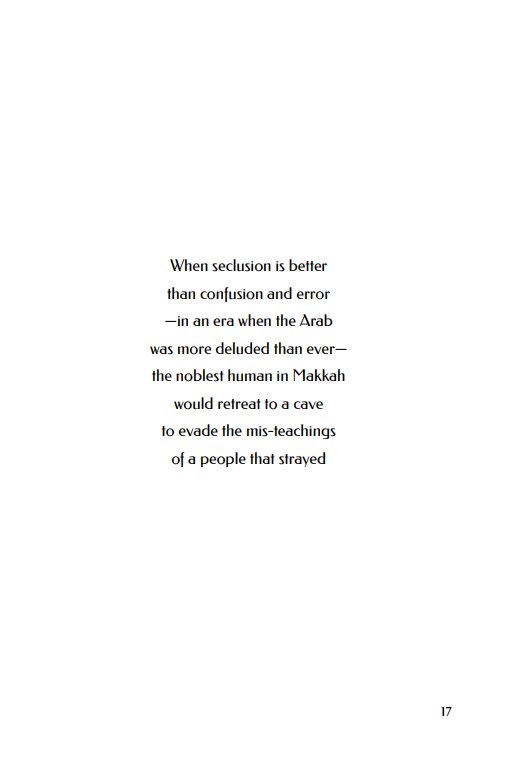 When seclusion is better
than confusion and error
—in an era when the Arab
was more deluded than ever—
the noblest human in Makkah
would retreat to a cave
to evade the mis-teachings
of a people that strayed
17